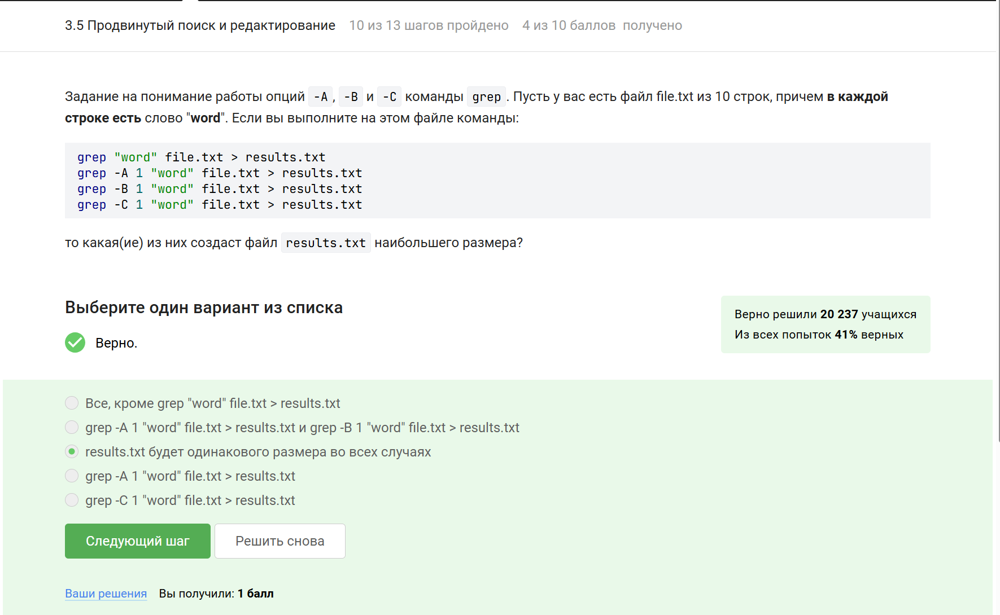 3.5 Продвинутый поиск и редактирование 10 из 13 шагов пройдено 4 из 10 баллов получено
Задание на понимание работы опций -A, -B и -C команды grep. Пусть у вас есть файл file.txt из 10 строк, причем в каждой
строке есть слово "word". Если вы выполните на этом файле команды:
grep "word" file.txt > results.txt
grep -A 1 "word" file.txt > results.txt
grep -B 1 "word" file.txt > results.txt
grep -C 1 "word" file.txt > results.txt
то какая(ие) из них создаст файл results.txt наибольшего размера?
Выберите один вариант из списка
Верно.
Верно решили 20 237 учащихся
Из всех попыток 41% верных
Все, кроме grep "word" file.txt > results.txt
grep -A 1 "word" file.txt > results.txt и grep -B 1 "word" file.txt > results.txt
results.txt будет одинакового размера во всех случаях
grep -A 1 "word" file.txt > results.txt
grep -C 1 "word" file.txt > results.txt
Следующий шаг Решить снова
Ваши решения Вы получили: 1 балл